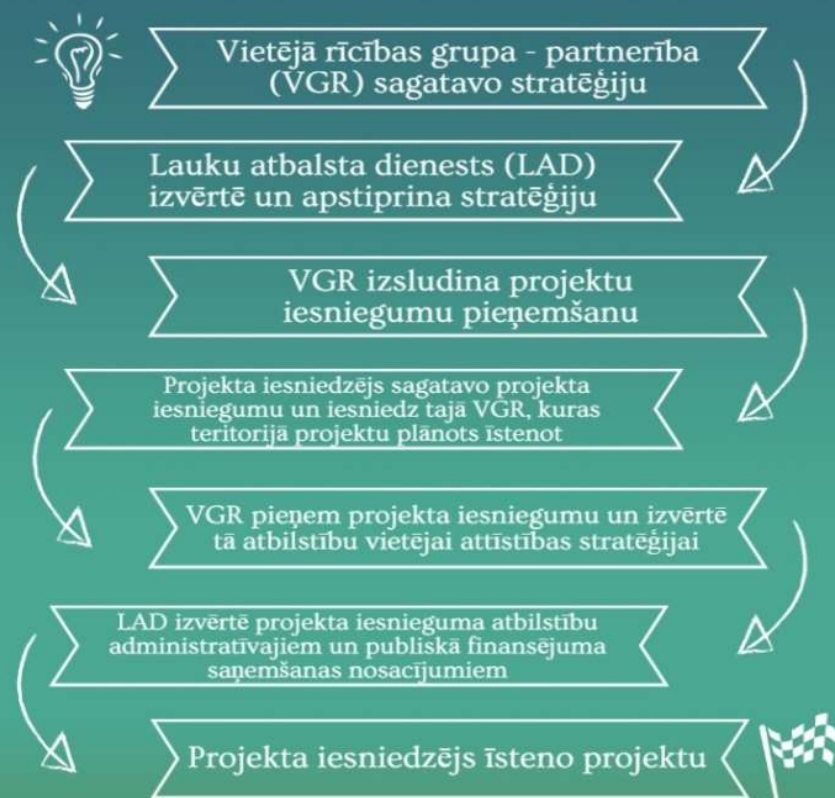 Vietējā rīcības grupa - partnerība
(VGR) sagatavo stratēģiju
Lauku atbalsta dienests (LAD)
izvērtē un apstiprina stratēģiju
VGR izsludina projektu
iesniegumu pieņemšanu
Projekta iesniedzējs sagatavo projekta
iesniegumu un iesniedz tajā VGR, kuras
teritorijā projektu plānots īstenot
VGR pieņem projekta iesniegumu un izvērtē
tā atbilstību vietējai attīstības stratēģijai
LAD izvērtē projekta iesnieguma atbilstību
administratīvajiem un publiskā finansējuma
saņemšanas nosacījumiem
Projekta iesniedzējs īsteno projektu